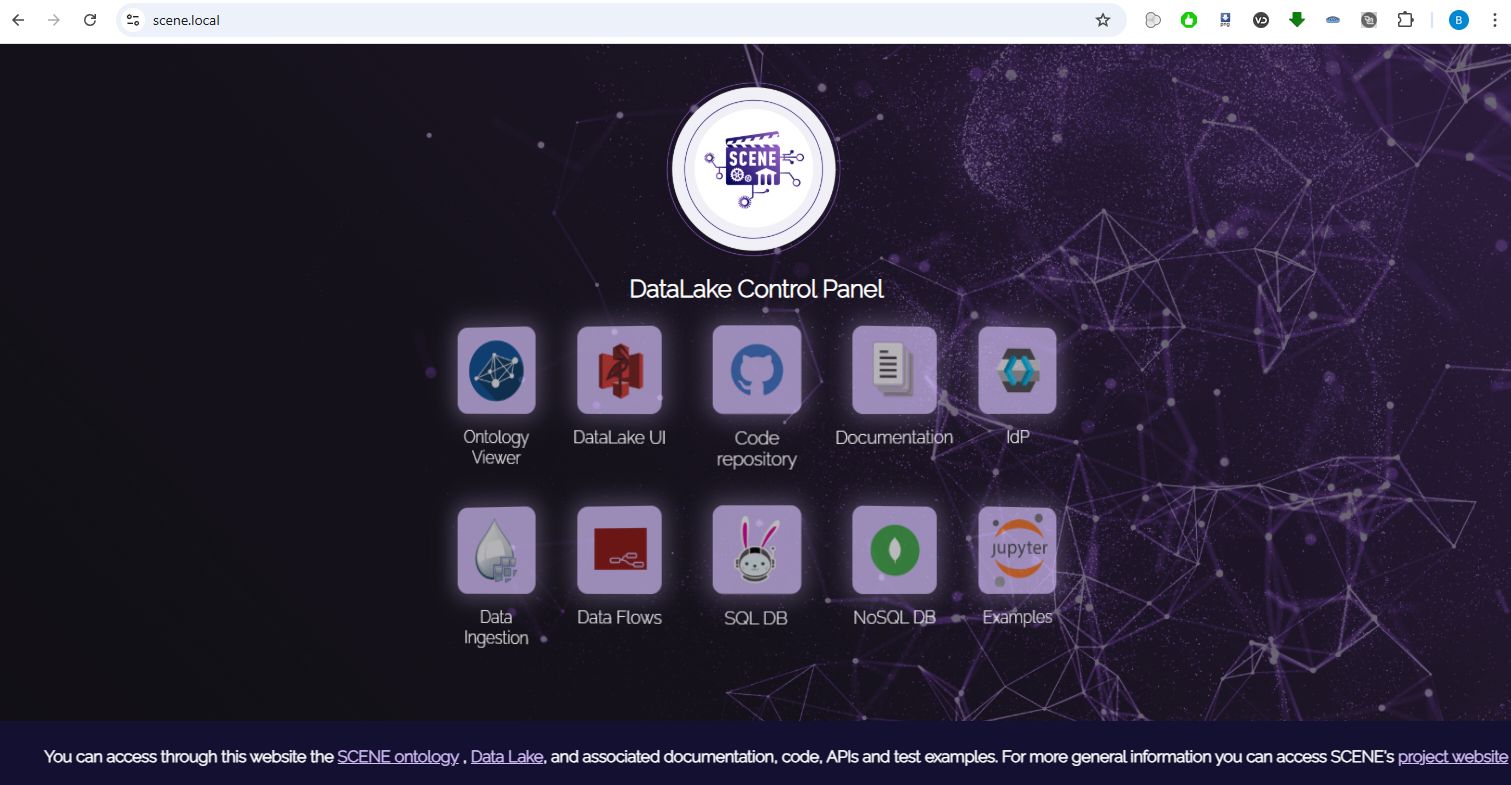 scene.local
B
SCENE
DataLake Control Panel
Ontology
Viewer
DataLake UI
Code
repository
Documentation
IdP
Data
Ingestion
Data Flows
SQL DB
NoSQL DB
jupyter
Examples
You can access through this website the SCENE ontology , Data Lake, and associated documentation, code, APIs and test examples. For more general information you can access SCENE's project website